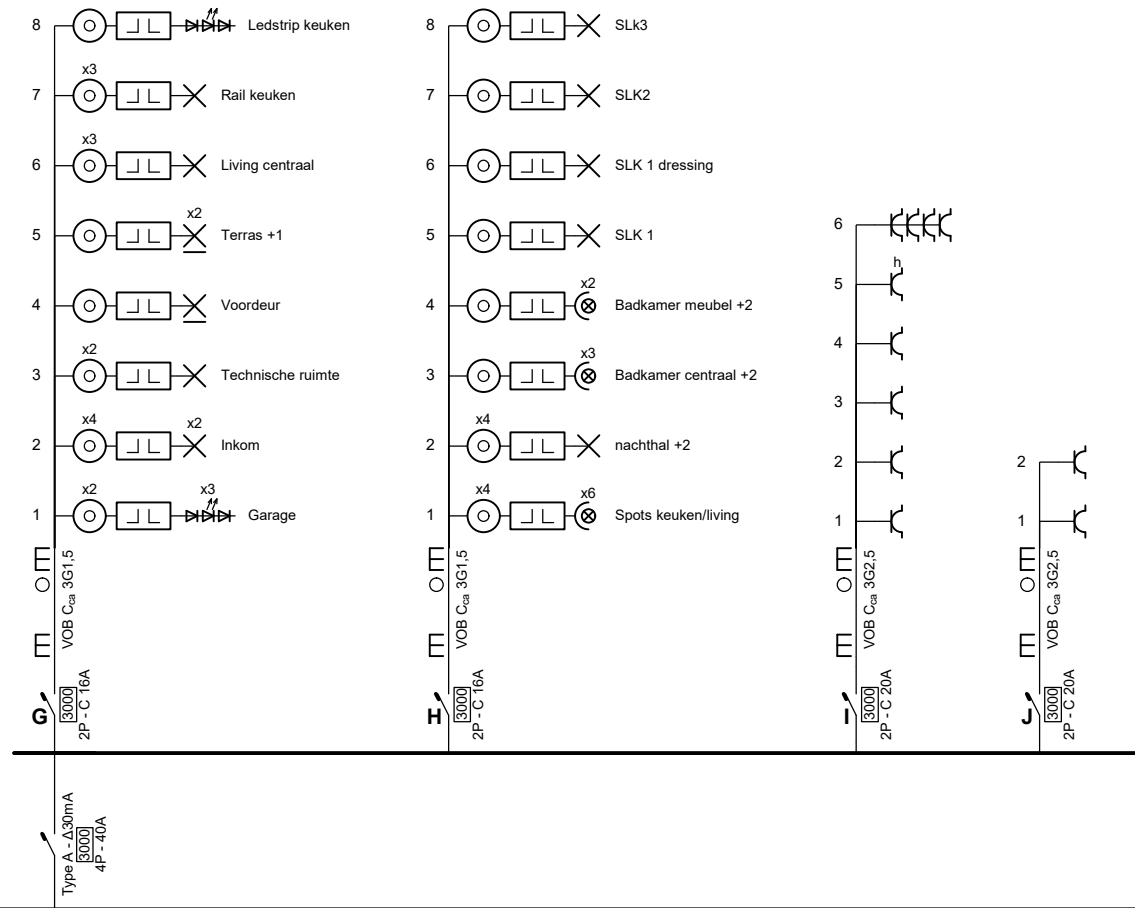 8 Ledstrip keuken
x3
7 Rail keuken
x3
6 Living centraal
x2
5 Terras +1
4 Voordeur
x2
3 Technische ruimte
x4 x2
2 Inkom
x2 x3
1 Garage
VOB Cca 3G1,5
G
3000
2P - C 16A
8 SLk3
7 SLK2
6 SLK 1 dressing
5 SLK 1
x2
4 Badkamer meubel +2
x3
3 Badkamer centraal +2
x4
2 nachthal +2
x4 x6
1 Spots keuken/living
VOB Cca 3G1,5
H
3000
2P - C 16A
6
h
5
4
3
2
1
VOB Cca 3G2,5
I
3000
2P - C 20A
2
1
VOB Cca 3G2,5
J
3000
2P - C 20A
Type A - Δ30mA
3000
4P - 40A